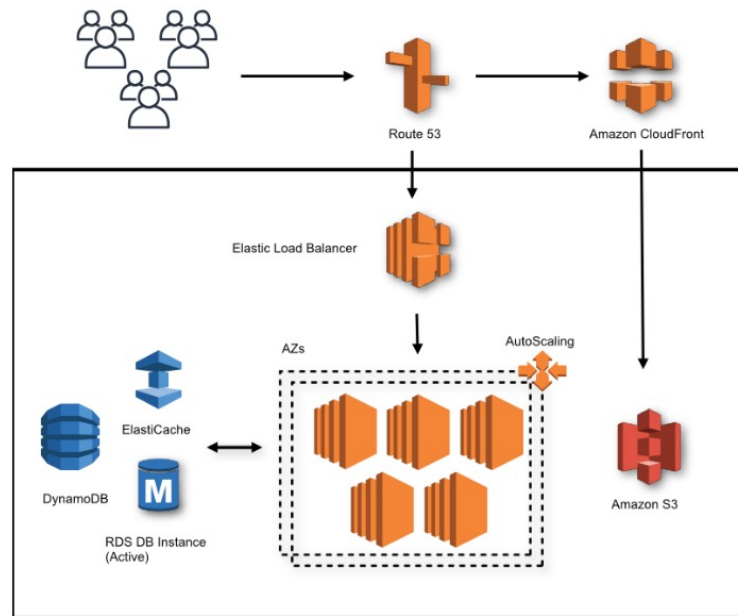 Route 53
Amazon CloudFront
Elastic Load Balancer
AZs
AutoScaling
ElastiCache
DynamoDB
M
RDS DB Instance
(Active)
Amazon S3